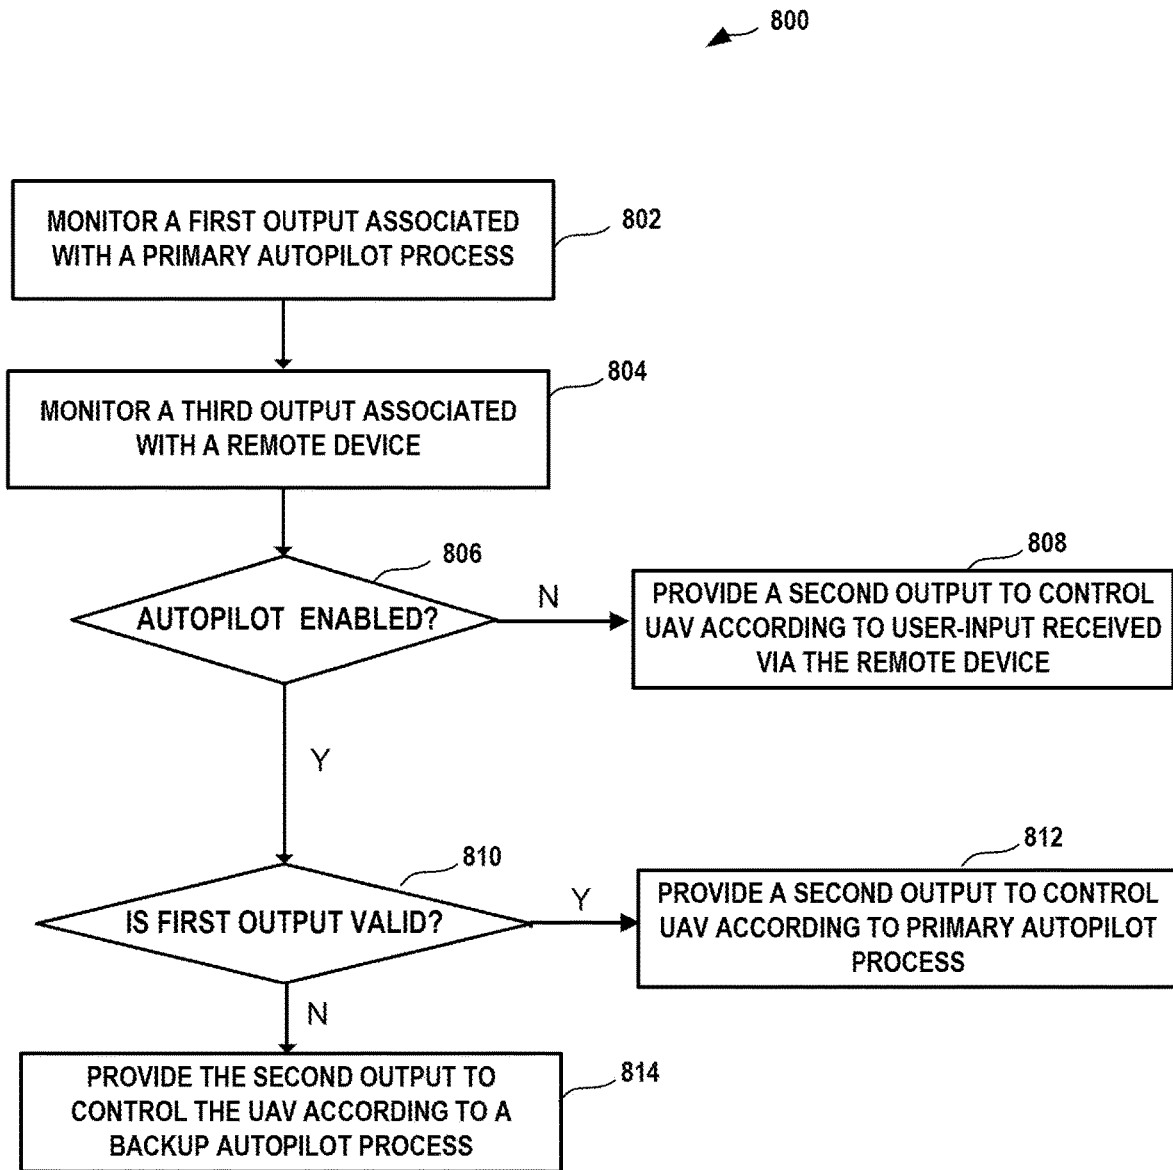 800
MONITOR A FIRST OUTPUT ASSOCIATED
WITH A PRIMARY AUTOPILOT PROCESS
802
804
MONITOR A THIRD OUTPUT ASSOCIATED
WITH A REMOTE DEVICE
806
AUTOPILOT ENABLED?
N
808
PROVIDE A SECOND OUTPUT TO CONTROL
UAV ACCORDING TO USER-INPUT RECEIVED
VIA THE REMOTE DEVICE
Y
810
IS FIRST OUTPUT VALID?
Y
812
PROVIDE A SECOND OUTPUT TO CONTROL
UAV ACCORDING TO PRIMARY AUTOPILOT
PROCESS
N
PROVIDE THE SECOND OUTPUT TO
CONTROL THE UAV ACCORDING TO A
BACKUP AUTOPILOT PROCESS
814